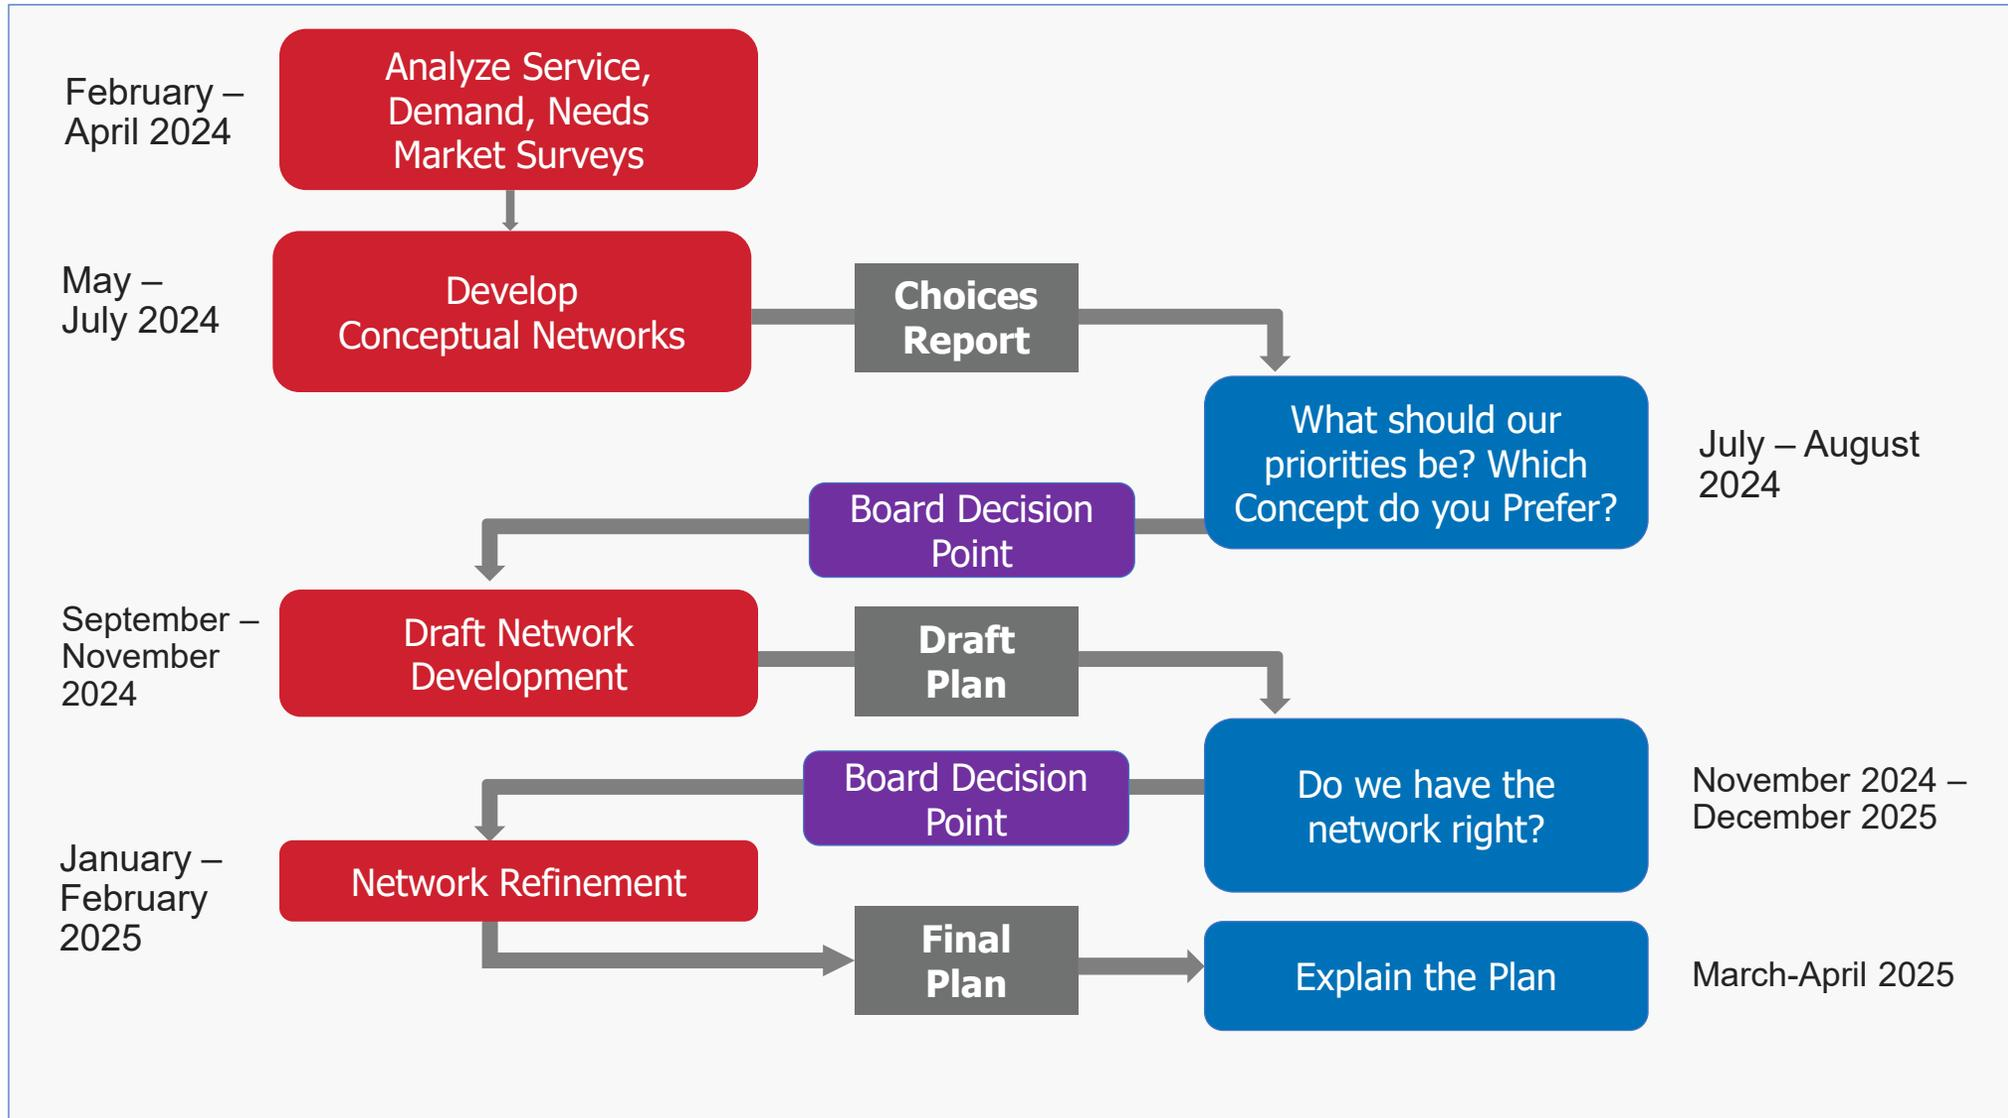 February –
April 2024
Analyze Service,
Demand, Needs
Market Surveys
May –
July 2024
Develop
Conceptual Networks
Choices
Report
What should our
priorities be? Which
Concept do you Prefer?
July – August
2024
Board Decision
Point
September –
November
2024
Draft Network
Development
Draft
Plan
Do we have the
network right?
November 2024 –
December 2025
Board Decision
Point
January –
February
2025
Network Refinement
Final
Plan
Explain the Plan
March-April 2025